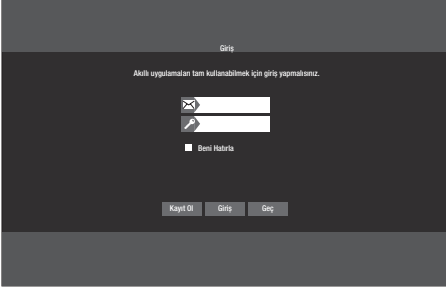 Giriş
Akıllı uygulamaları tam kullanabilmek için giriş yapmalısınız.
Beni Hatırla
Kayıt Ol Giriş Geç